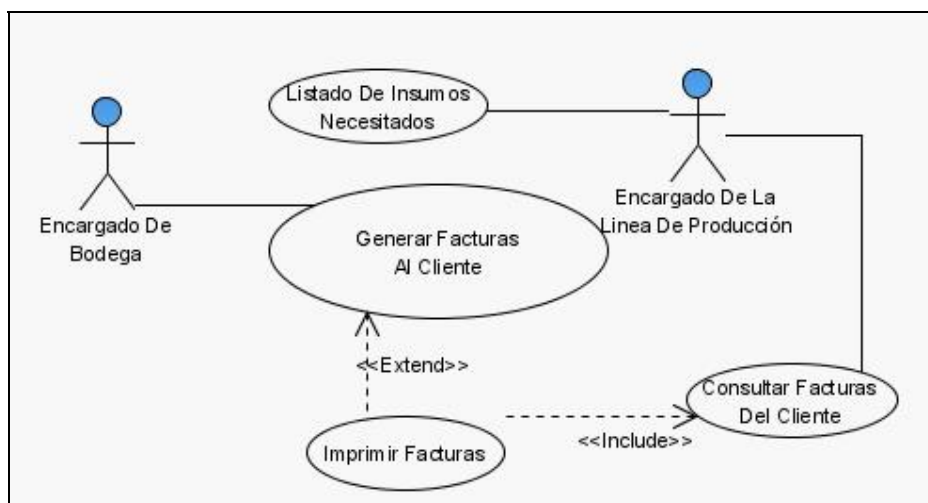 Listado De Insumos
Necesitados
Encargado De
Bodega
Encargado De La
Linea De Producción
Generar Facturas
Al Cliente
<<Extend>>
Consultar Facturas
Del Cliente
<<Include>>
Imprimir Facturas